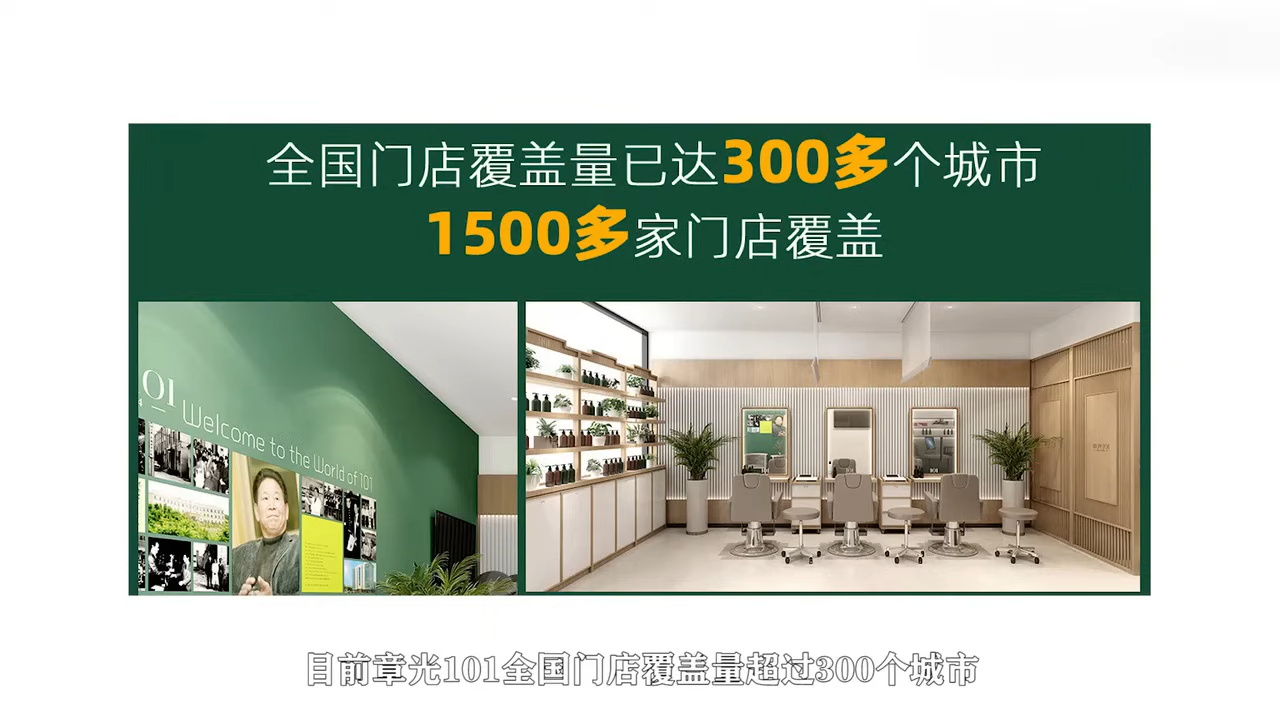 全国门店覆盖量已达300多个城市
1500多家门店覆盖
101
Welcome to the World of 101
目前章光101全国门店覆盖量超过300个城市